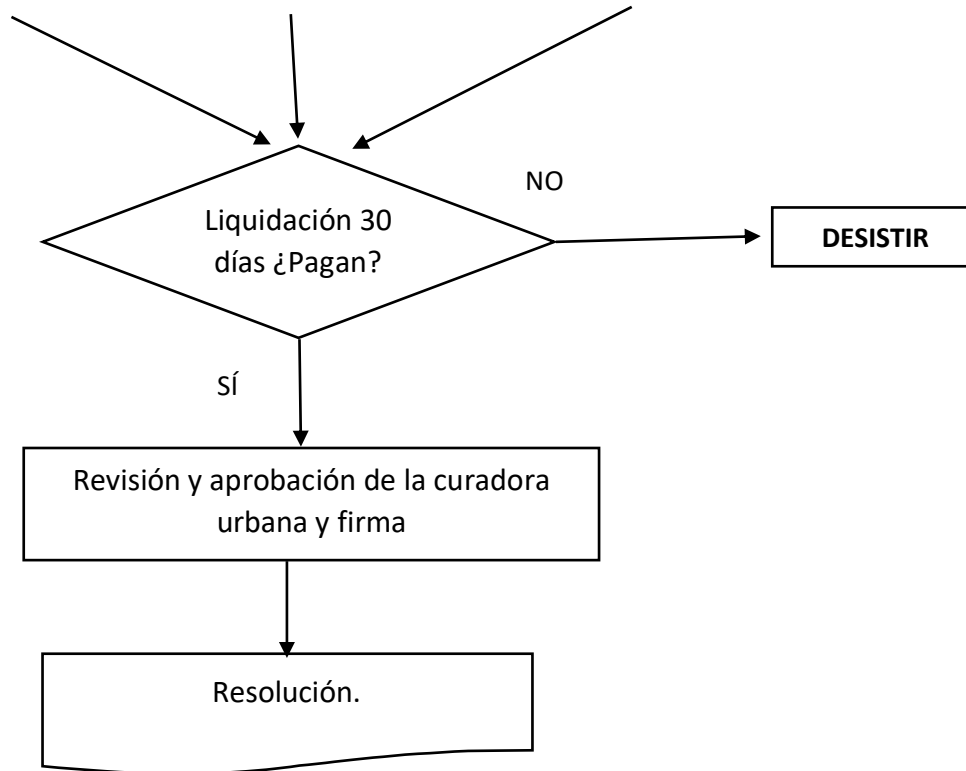 NO
Liquidación 30
días ¿Pagan?
DESISTIR
SÍ
Revisión y aprobación de la curadora
urbana y firma
Resolución.